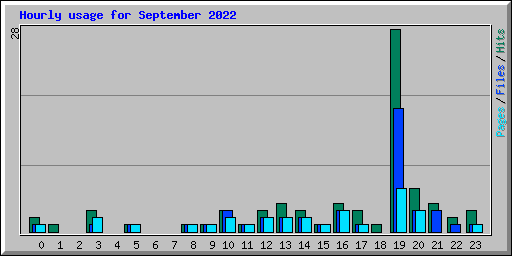 Hourly usage for September 2022
28
Pages/Files/Hits
0 1 2 3 4 5 6 7 8 9 10 11 12 13 14 15 16 17 18 19 20 21 22 23